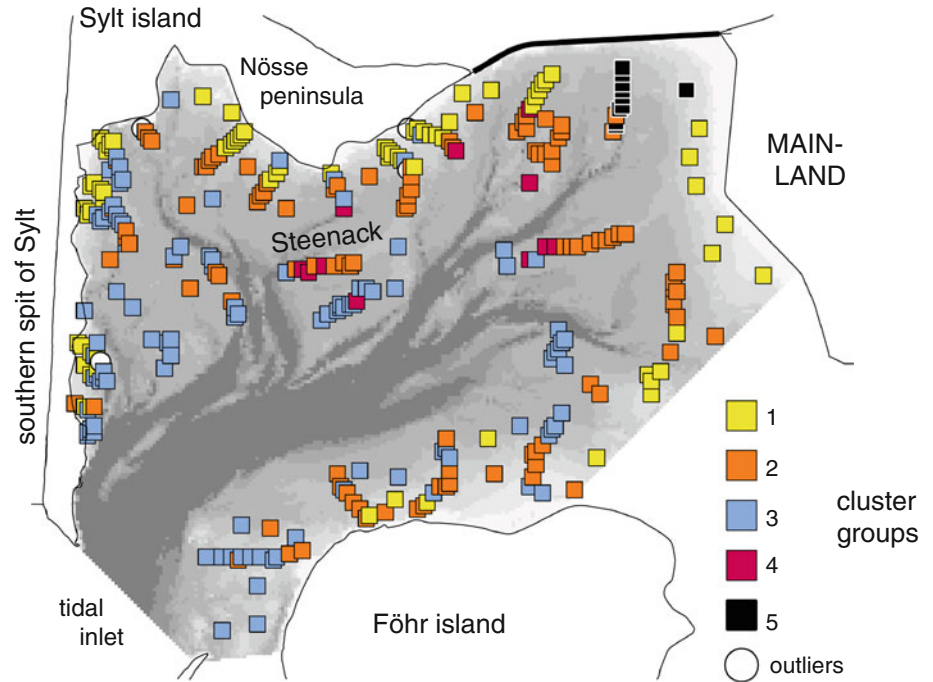 Sylt island
Nösse
peninsula
MAIN-
LAND
Steenack
southern spit of Sylt
1
2
3
4
5
cluster
groups
outliers
tidal
inlet
Föhr island